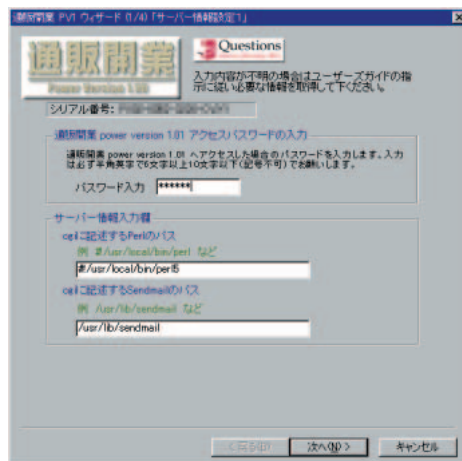 通販開業 PV1 ウィザード (1/4)「サーバー情報設定1」
通販開業
Power Version 1.00
3 Questions
入力内容が不明の場合はユーザーズガイドの指
示に従い必要な情報を取得して下さい。
シリアル番号:
通販開業 power version 1.01 アクセスパスワードの入力
通販開業 power version 1.01 へアクセスした場合のパスワードを入力します。入力
は必ず半角英字で6文字以上10文字以下(記号不可)でお願いします。
パスワード入力 ******
サーバー情報入力欄
cgiに記述するPerlのパス
例 #/usr/local/bin/perl など
#/usr/local/bin/perl5
cgiに記述するSendmailのパス
例 /usr/lib/sendmail など
/usr/lib/sendmail
次へ(N) >
キャンセル